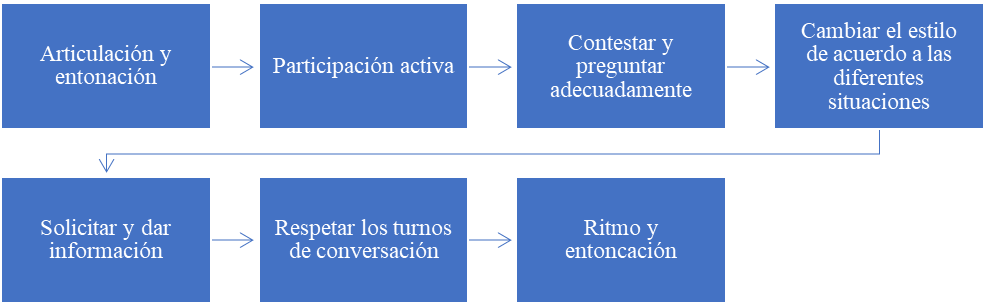 Articulación y
entonación
Participación activa
Contestar y
preguntar
adecuadamente
Cambiar el estilo
de acuerdo a las
diferentes
situaciones
Solicitar y dar
información
Respetar los turnos
de conversación
Ritmo y
entoncación